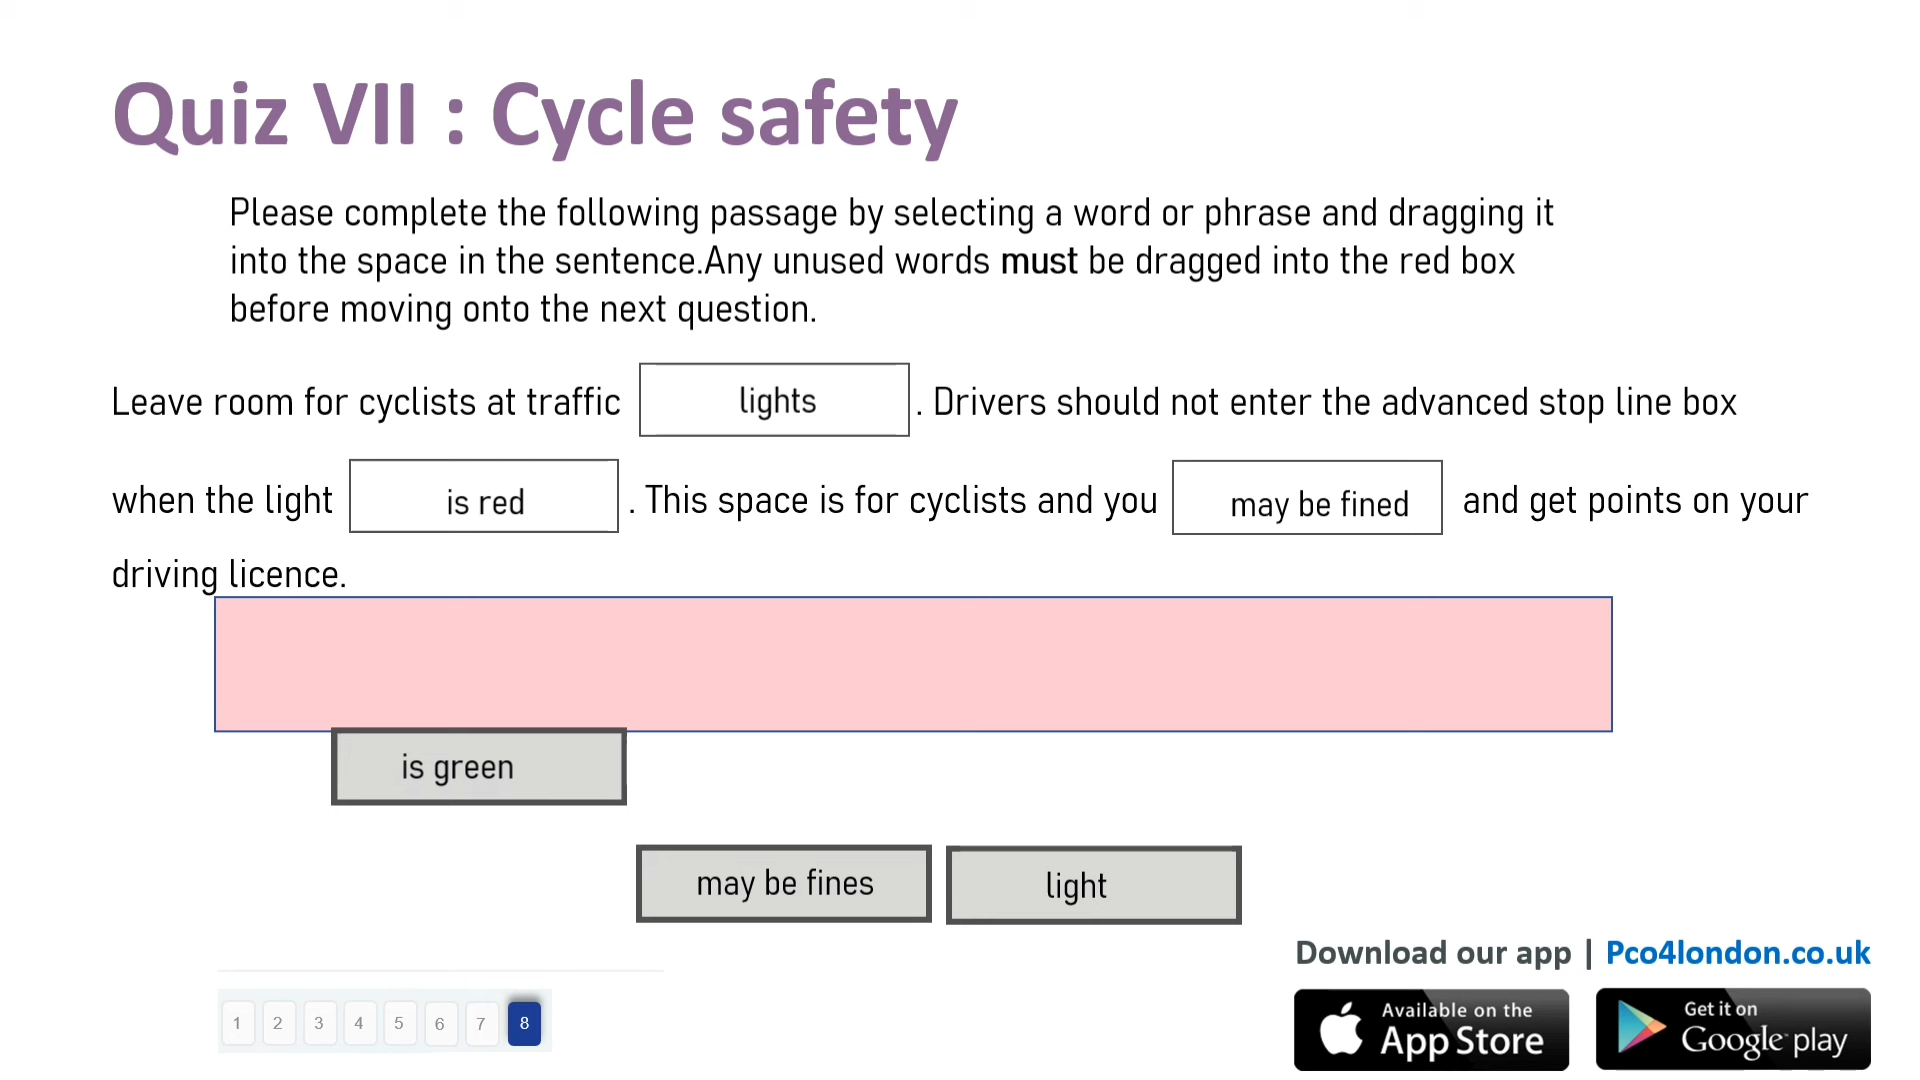 Quiz VII : Cycle safety
Please complete the following passage by selecting a word or phrase and dragging it
into the space in the sentence.Any unused words must be dragged into the red box
before moving onto the next question.
Leave room for cyclists at traffic lights . Drivers should not enter the advanced stop line box
when the light is red . This space is for cyclists and you may be fined and get points on your
driving licence.
is green
may be fines light
Download our app | Pco4london.co.uk
1 2 3 4 5 6 7 8
Available on the
App Store
Get it on
Google play